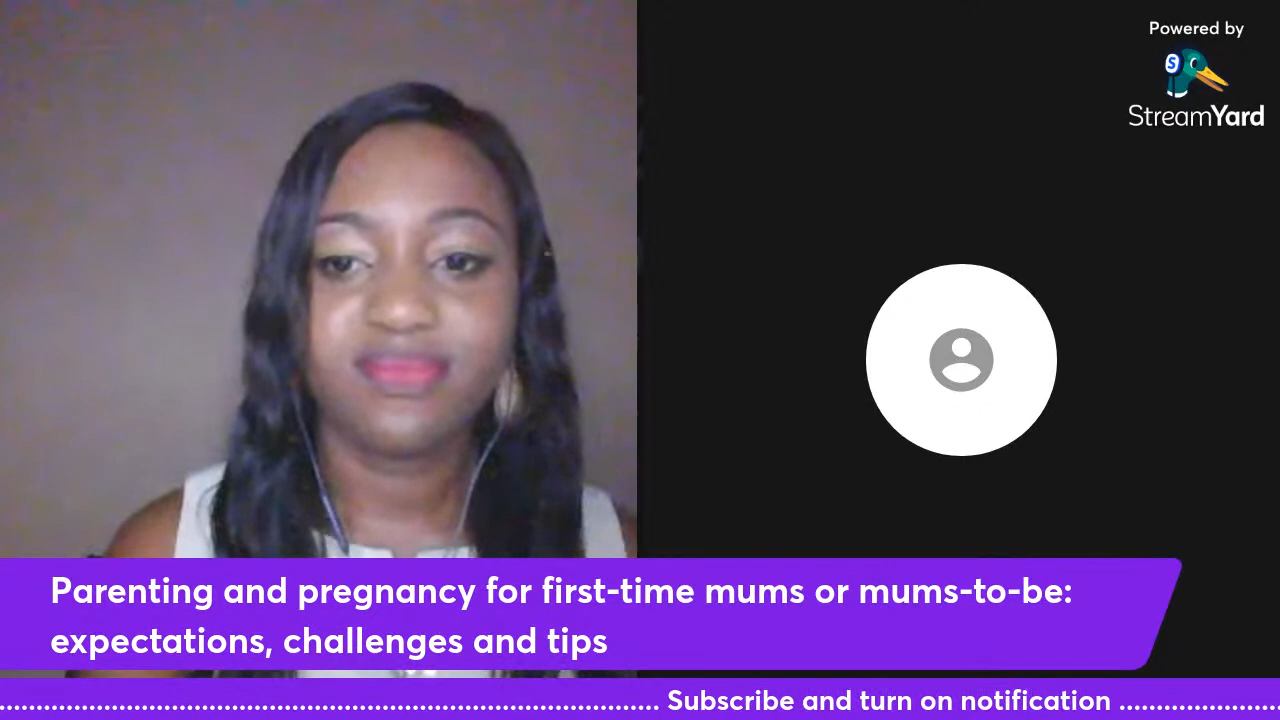 Powered by
S
StreamYard
Parenting and pregnancy for first-time mums or mums-to-be:
expectations, challenges and tips
............................................................................................ Subscribe and turn on notification ......................